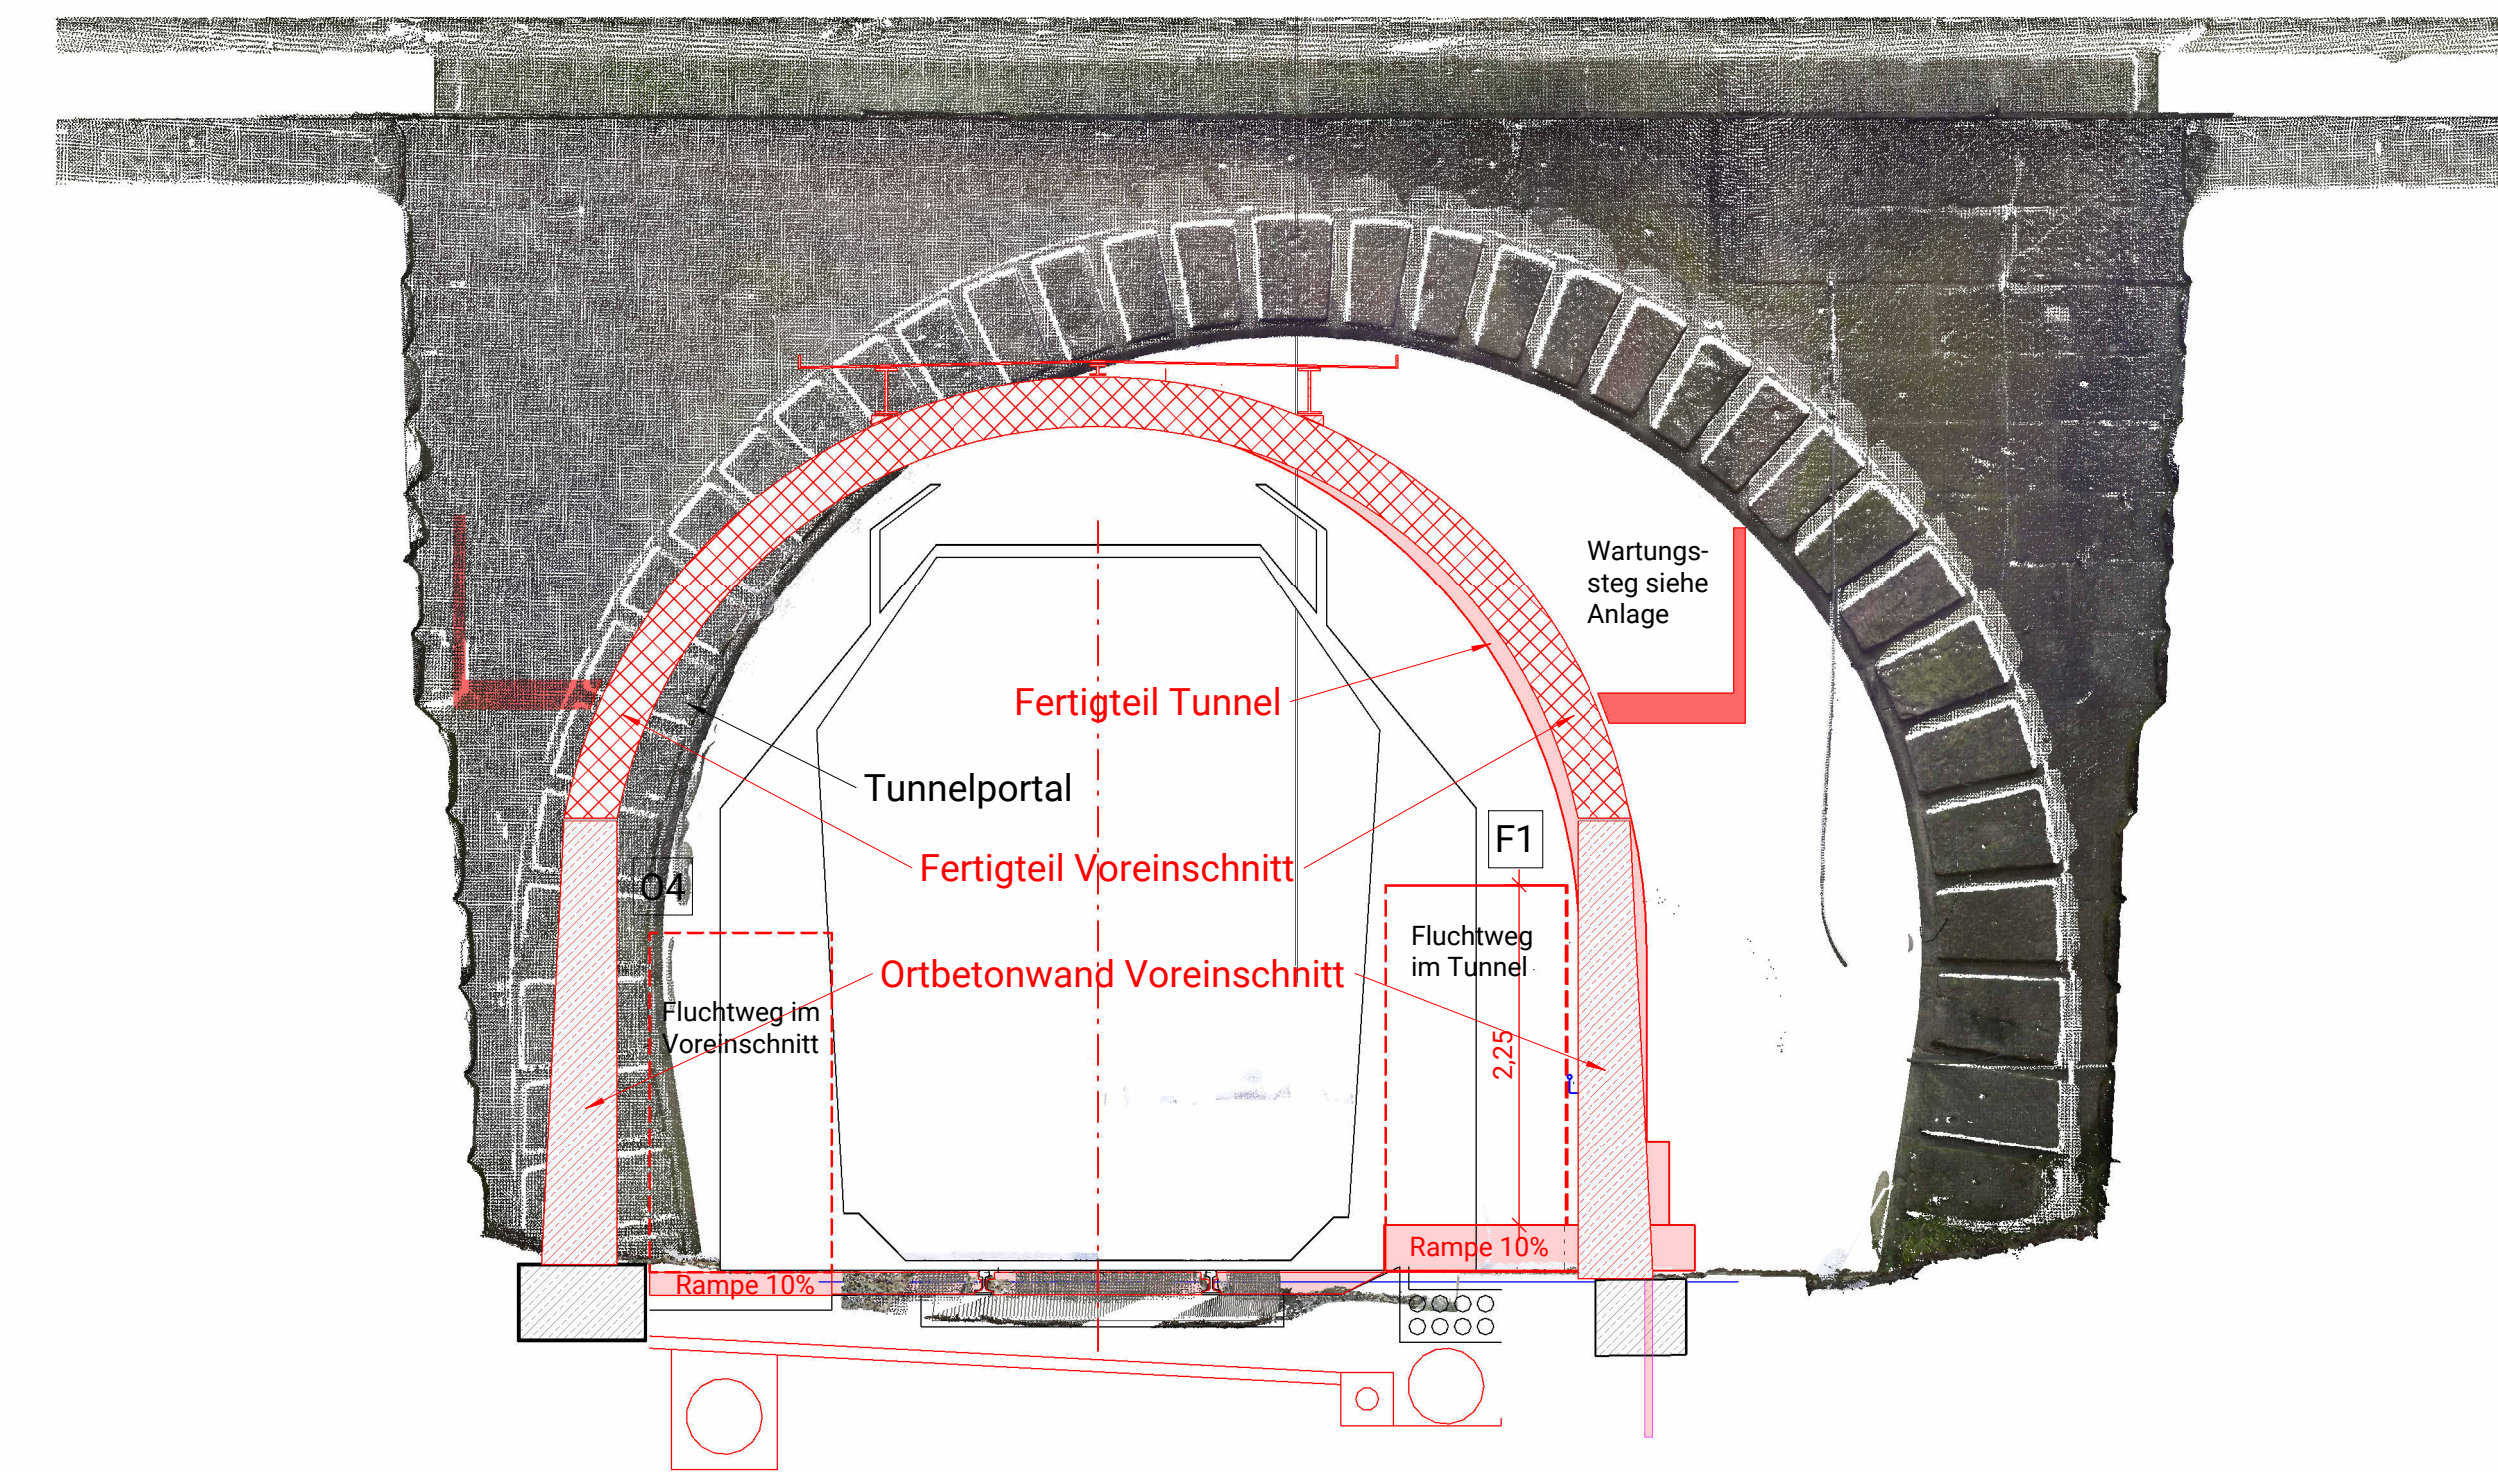 Wartungs-
steg siehe
Anlage
Fertigteil Tunnel
Tunnelportal
F1
Fertigteil Voreinschnitt
04
Fluchtweg
im Tunnel
Ortbetonwand Voreinschnitt
Fluchtweg im
Voreinschnitt
2,25
Rampe 10%
Rampe 10%